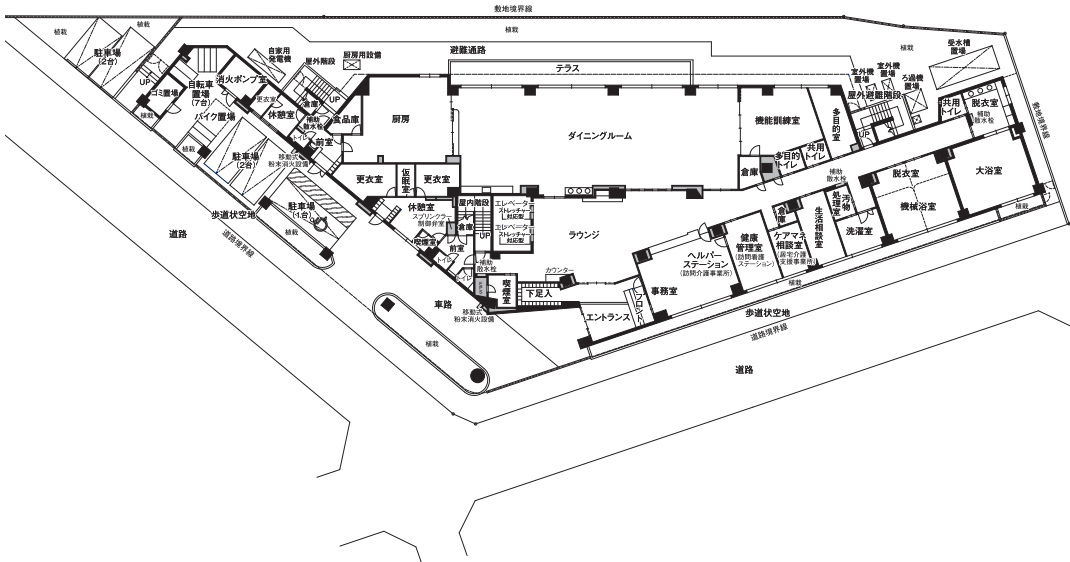 敷地境界線
植栽
植栽
避難通路
自家用
発電機
屋外階段
厨房用設備
テラス
植栽
受水槽
置場
室外機
置場
室外機
置場
ろ過機
置場
屋外避難階段
UP
敷地境界線
駐車場
(2台)
UP
ゴミ置場
植栽
自転車
置場
(7台)
消火ポンプ室
バイク置場
植栽
更衣室
休憩室
倉庫
UP
補助
散水栓
トイレ
前室
食品庫
厨房
ダイニングルーム
機能訓練室
多目的室
倉庫
多目的
トイレ
共用
トイレ
共用
トイレ
脱衣室
補助
散水栓
駐車場
(2台)
移動式
粉末消火設備
駐車場
(1台)
植栽
歩道状空地
道路
道路境界線
更衣室
仮眠室
更衣室
休憩室
スプリンクラー
制御弁室
喫煙室
トイレ
前室
トイレ
屋内階段
倉庫
UP
補助
散水栓
エレベーター
ストレッチャー
対応型
エレベーター
ストレッチャー
対応型
ラウンジ
喫煙室
移動式
粉末消火設備
下足入
カウンター
エントランス
フロント
事務室
ヘルパー
ステーション
(訪問介護事業所)
健康
管理室
(訪問看護
ステーション)
倉庫
ケアマネ
相談室
(居宅介護
支援事業所)
生活相談室
補助
散水栓
汚物
処理室
洗濯室
脱衣室
機械浴室
大浴室
植栽
植栽
歩道状空地
道路境界線
道路
車路
植栽